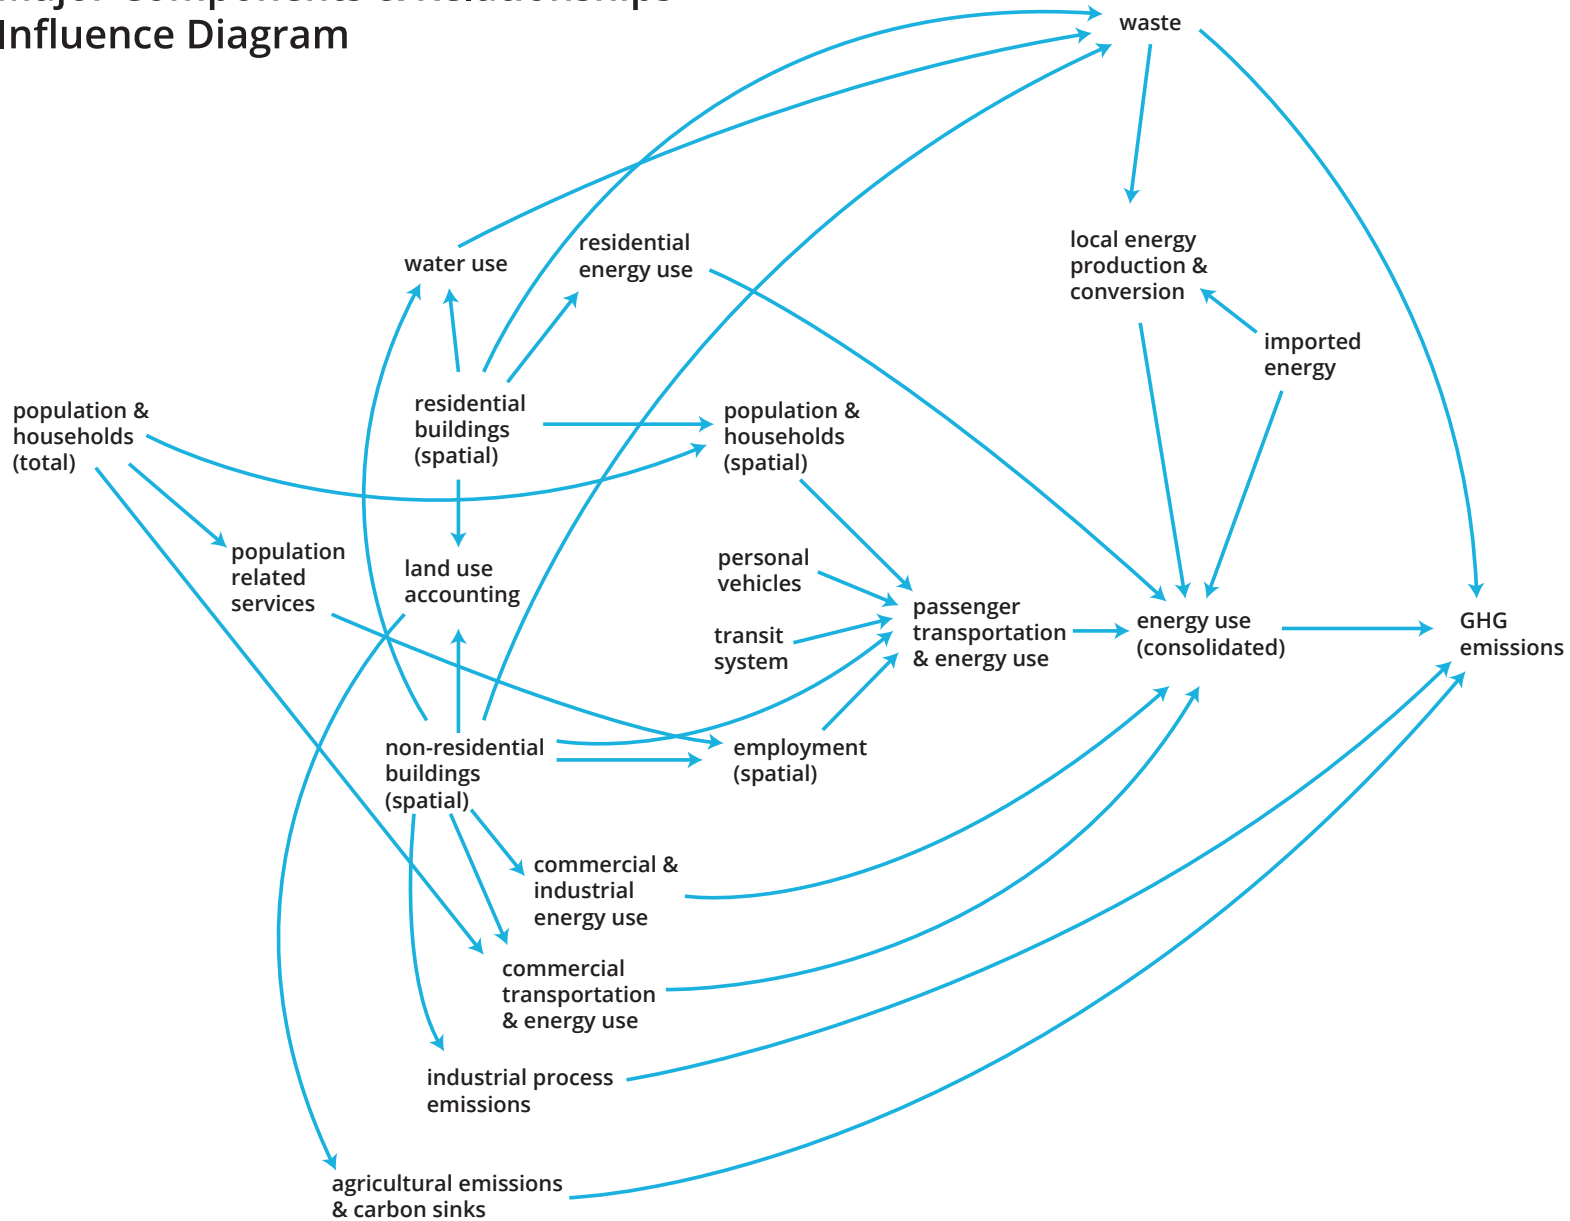 Major Components & Relationships
Influence Diagram
waste
water use
residential
energy use
local energy
production &
conversion
imported
energy
population &
households
(total)
residential
buildings
(spatial)
population &
households
(spatial)
population
related
services
land use
accounting
personal
vehicles
transit
system
passenger
transportation
& energy use
energy use
(consolidated)
GHG
emissions
non-residential
buildings
(spatial)
employment
(spatial)
commercial &
industrial
energy use
commercial
transportation
& energy use
industrial process
emissions
agricultural emissions
& carbon sinks